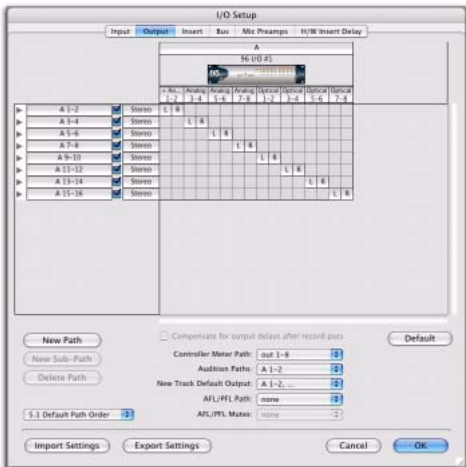 I/O Setup
Input Output Insert Bus Mic Preamps H/W Insert Delay
A
96 I/O #1
96
An... Analog Analog Analog Optical Optical Optical Optical
1-2 3-4 5-6 7-8 1-2 3-4 5-6 7-8
A 1-2 Stereo L R
A 3-4 Stereo L R
A 5-6 Stereo L R
A 7-8 Stereo L R
A 9-10 Stereo L R
A 11-12 Stereo L R
A 13-14 Stereo L R
A 15-16 Stereo L R
New Path Compensate for output delays after record pass Default
New Sub-Path Controller Meter Path: out 1-8
Audition Paths: A 1-2
Delete Path New Track Default Output: A 1-2, ...
AFL/PFL Path: none
5.1 Default Path Order AFL/PFL Mutes: none
Import Settings Export Settings Cancel OK